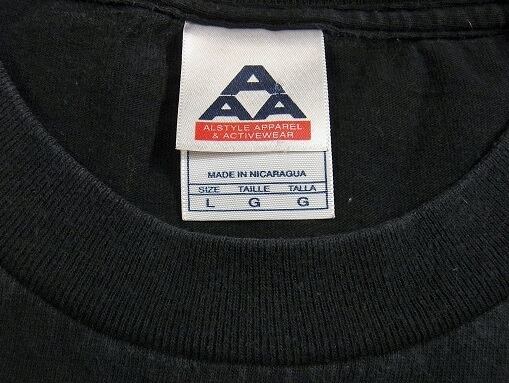 A
A A
ALSTYLE APPAREL
& ACTIVEWEAR
MADE IN NICARAGUA
SIZE TAILLE TALLA
L G G